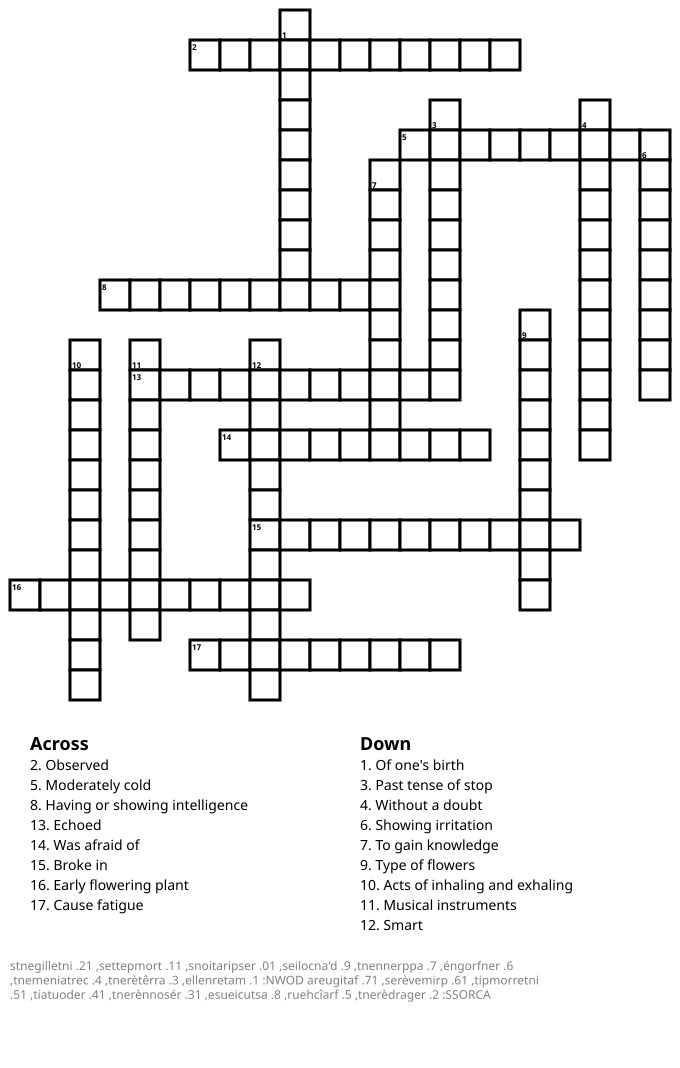 1
2
3
4
5
6
7
8
9
10
11
12
13
14
15
16
17
Across
2. Observed
5. Moderately cold
8. Having or showing intelligence
13. Echoed
14. Was afraid of
15. Broke in
16. Early flowering plant
17. Cause fatigue
Down
1. Of one's birth
3. Past tense of stop
4. Without a doubt
6. Showing irritation
7. To gain knowledge
9. Type of flowers
10. Acts of inhaling and exhaling
11. Musical instruments
12. Smart
stnegilletni .21 ,settepmort .11 ,snoitaripser .01 ,seilocna'd .9 ,tnennerppa .7 ,éngorfner .6
,tnemeniatrec .4 ,tnerètêrra .3 ,ellenretam .1 :NWOD areugitaf .71 ,serèvemirp .61 ,tipmorretni
.51 ,tiatuoder .41 ,tnerènnosér .31 ,esueicutsa .8 ,ruehcîarf .5 ,tnerèdrager .2 :SSORCA